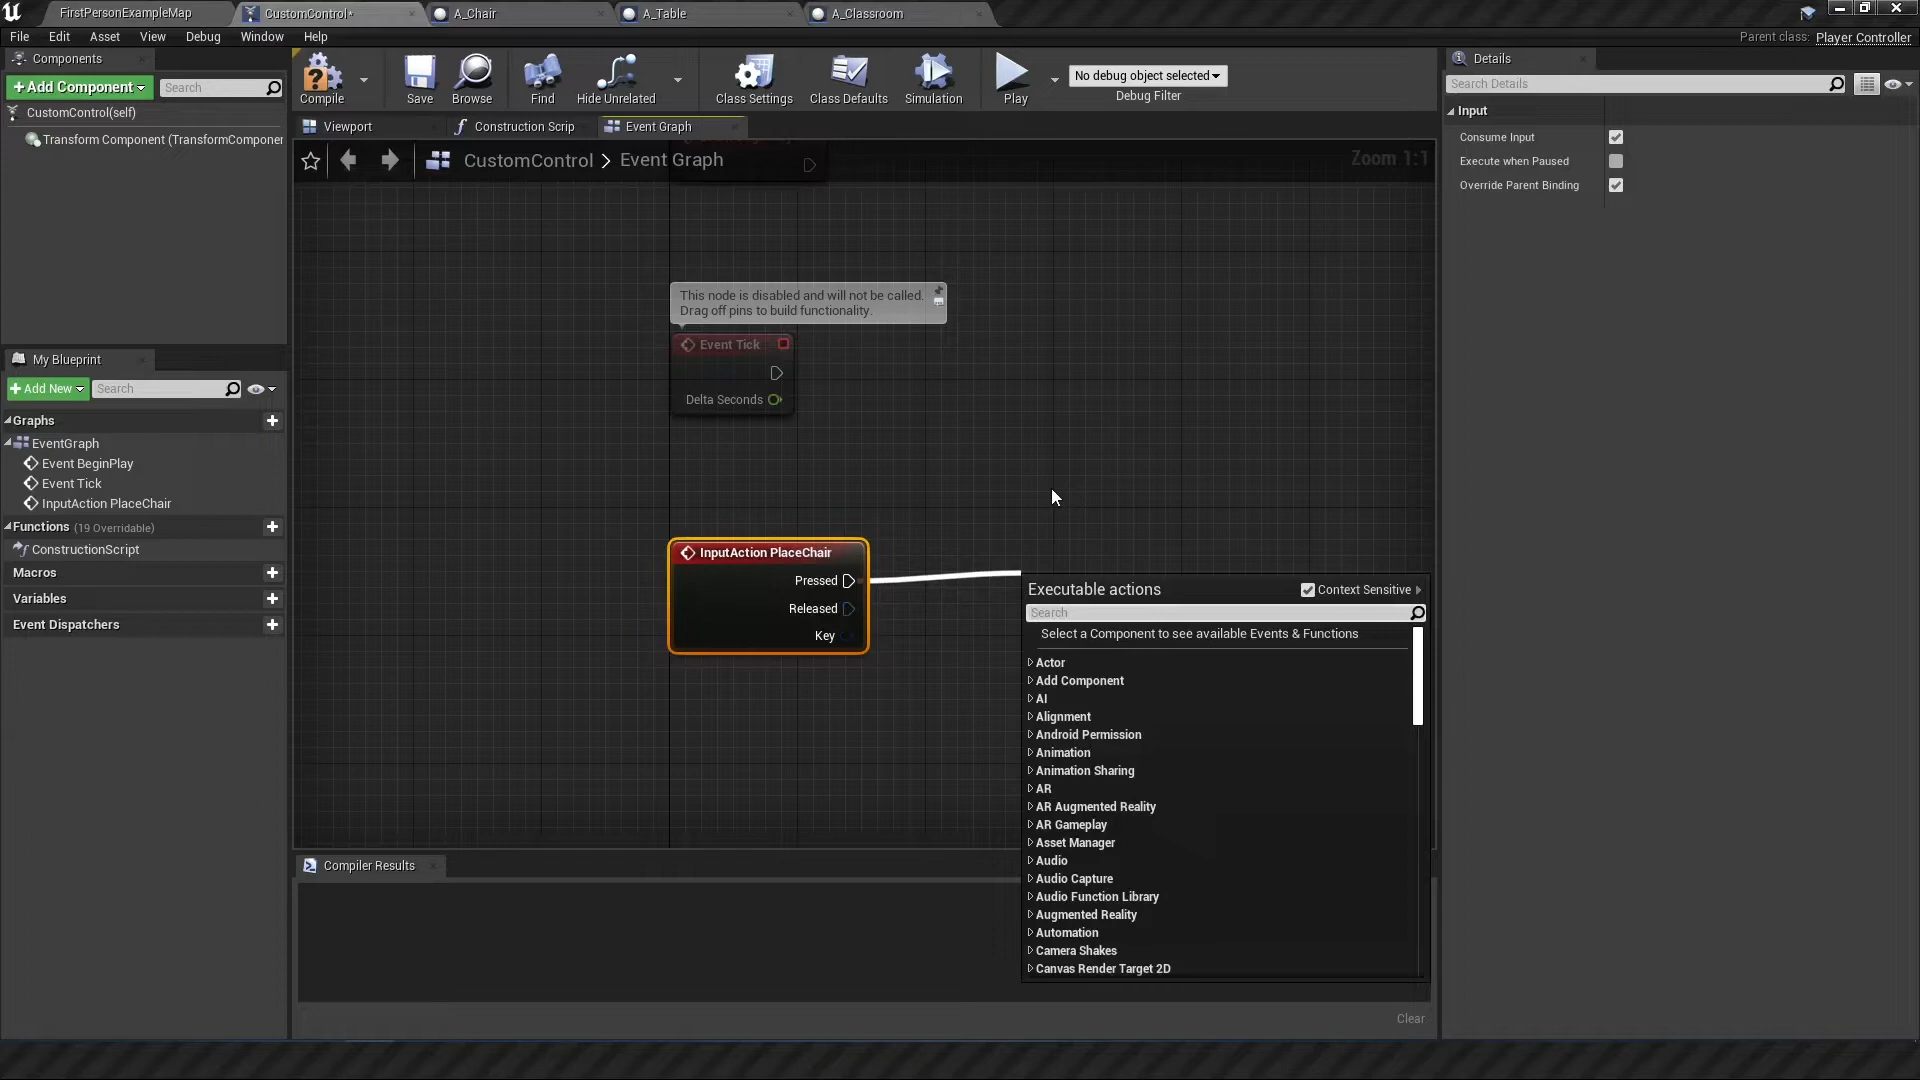 FirstPersonExampleMap
CustomControl*
A_Chair
A_Table
A_Classroom
File Edit Asset View Debug Window Help
Parent class: Player Controller
Components
+Add Component
Search
CustomControl(self)
Transform Component (TransformComponer
Compile
Save
Browse
Find
Hide Unrelated
Class Settings
Class Defaults
Simulation
Play
No debug object selected
Debug Filter
Viewport
Construction Scrip
Event Graph
CustomControl > Event Graph
Zoom 1:1
This node is disabled and will not be called.
Drag off pins to build functionality.
Event Tick
Delta Seconds
InputAction PlaceChair
Pressed
Released
Key
Executable actions
Context Sensitive
Search
Select a Component to see available Events & Functions
Actor
Add Component
AI
Alignment
Android Permission
Animation
Animation Sharing
AR
AR Augmented Reality
AR Gameplay
Asset Manager
Audio
Audio Capture
Audio Function Library
Augmented Reality
Automation
Camera Shakes
Canvas Render Target 2D
My Blueprint
+Add New
Search
Graphs
EventGraph
Event BeginPlay
Event Tick
InputAction PlaceChair
Functions (19 Overridable)
ConstructionScript
Macros
Variables
Event Dispatchers
Compiler Results
Clear
Details
Search Details
Input
Consume Input
Execute when Paused
Override Parent Binding